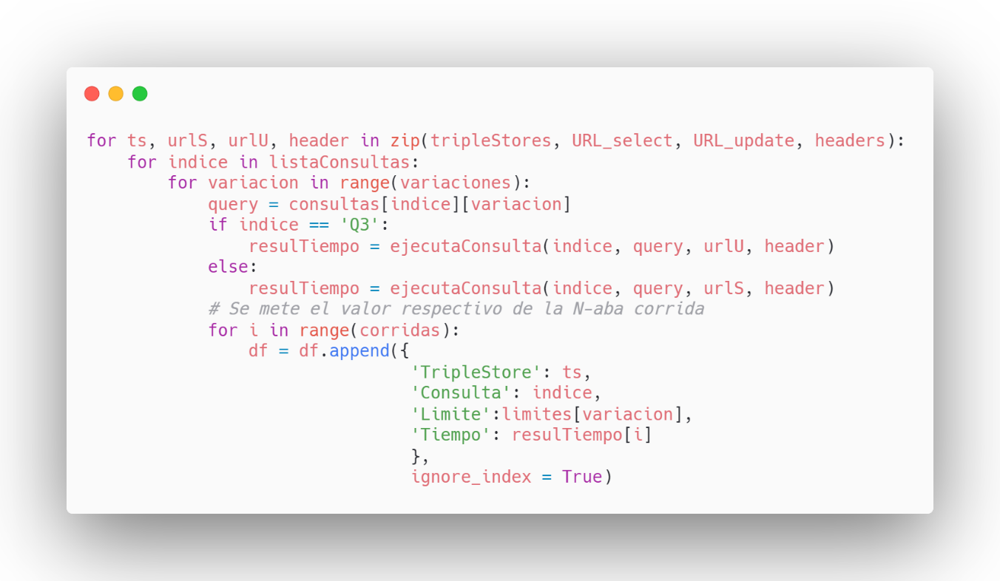 for ts, urlS, urlU, header in zip(tripleStores, URL_select, URL_update, headers):
    for indice in listaConsultas:
        for variacion in range(variaciones):
            query = consultas[indice][variacion]
            if indice == 'Q3':
                resulTiempo = ejecutaConsulta(indice, query, urlU, header)
            else:
                resulTiempo = ejecutaConsulta(indice, query, urlS, header)
            # Se mete el valor respectivo de la N-aba corrida
            for i in range(corridas):
                df = df.append({
                                'TripleStore': ts,
                                'Consulta': indice,
                                'Limite':limites[variacion],
                                'Tiempo': resulTiempo[i]
                                },
                                ignore_index = True)